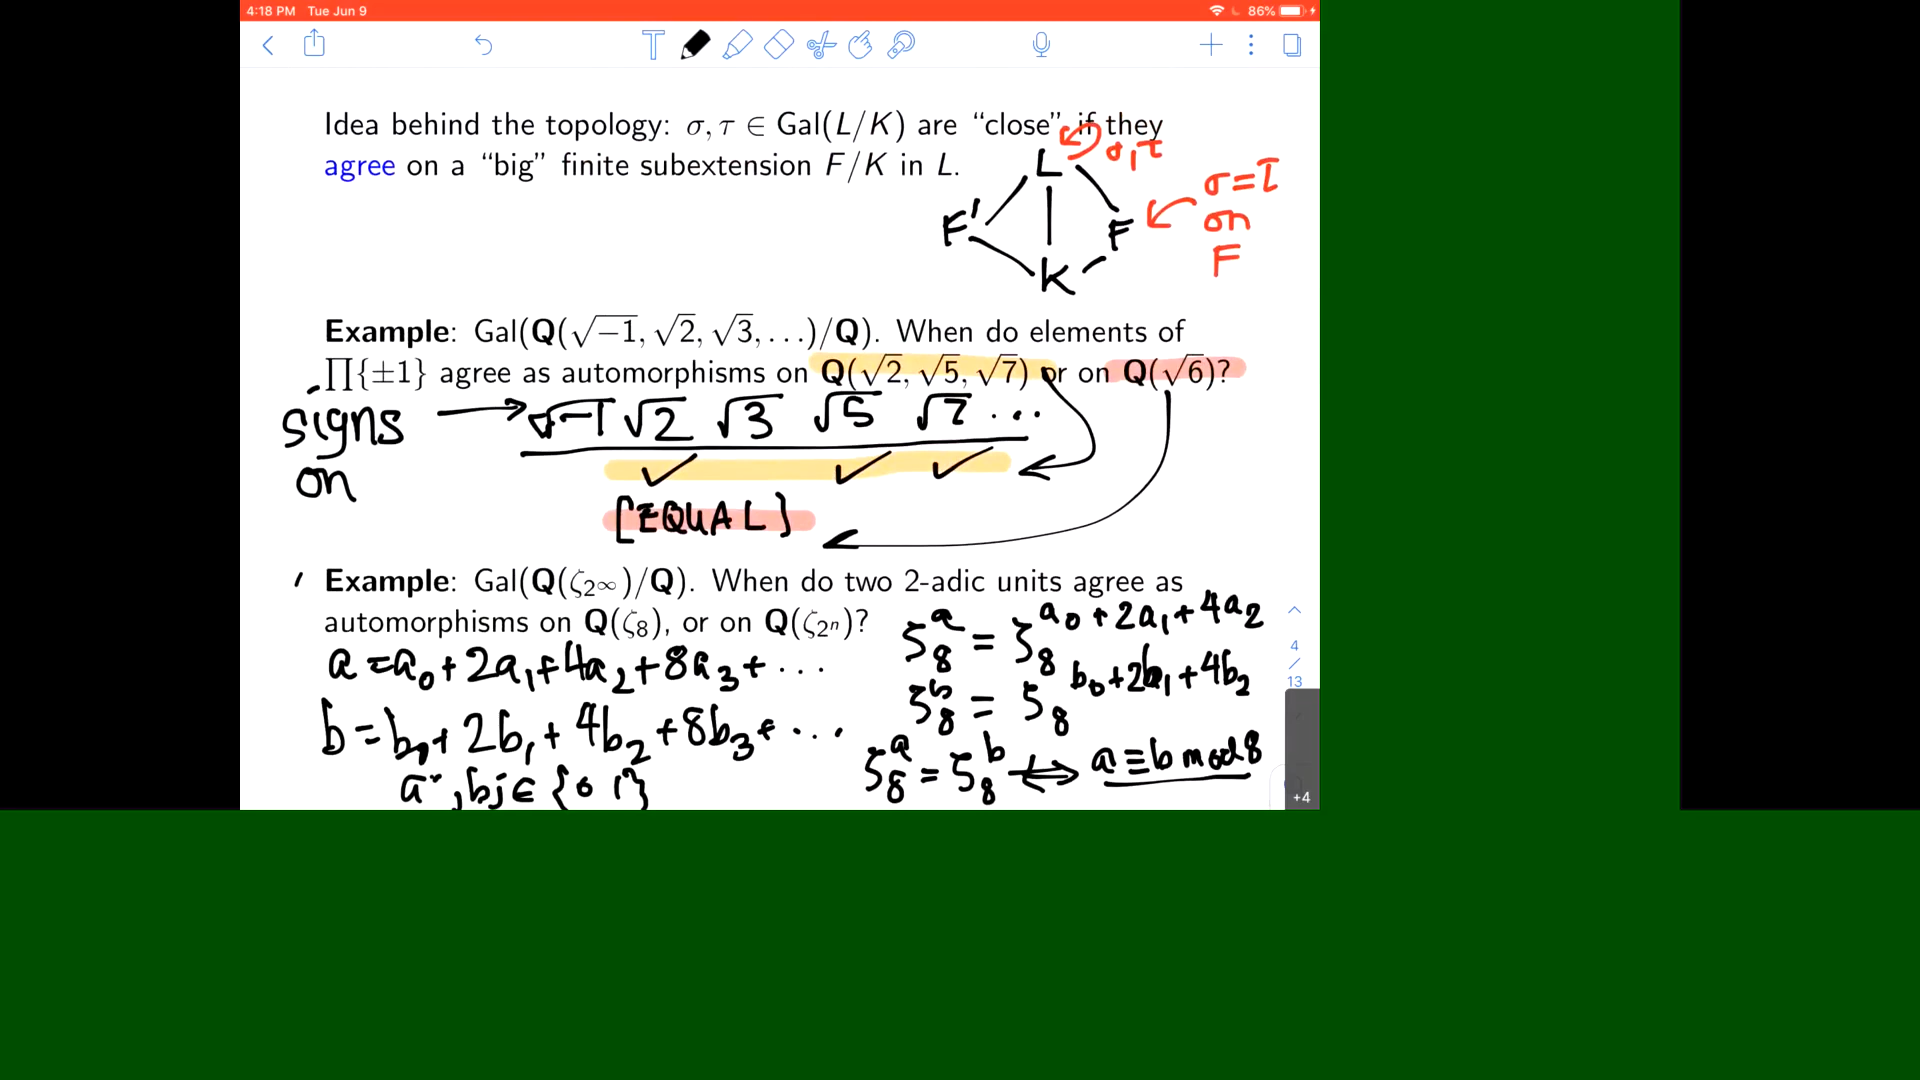 4:18 PM Tue Jun 9 86%
Idea behind the topology: σ, τ ∈ Gal(L/K) are “close” if they
agree on a “big” finite subextension F/K in L.
L σ,τ
F' F
K
σ=τ
on
F
Example: Gal(Q(√−1, √2, √3, . . .)/Q). When do elements of
∏{±1} agree as automorphisms on Q(√2, √5, √7) or on Q(√6)?
signs → √−1 √2 √3 √5 √7 ...
on ✓ ✓ ✓
[EQUAL]
Example: Gal(Q(ζ2∞)/Q). When do two 2-adic units agree as
automorphisms on Q(ζ8), or on Q(ζ2ⁿ)?
a = a₀ + 2a₁ + 4a₂ + 8a₃ + ...
b = b₀ + 2b₁ + 4b₂ + 8b₃ + ...
, bj ∈ {0 1}
ζ₈^a = ζ₈^(a₀ + 2a₁ + 4a₂)
ζ₈^b = ζ₈^(b₀ + 2b₁ + 4b₂)
ζ₈^a = ζ₈^b ⟺ a ≡ b mod 8
4
/
13
+4